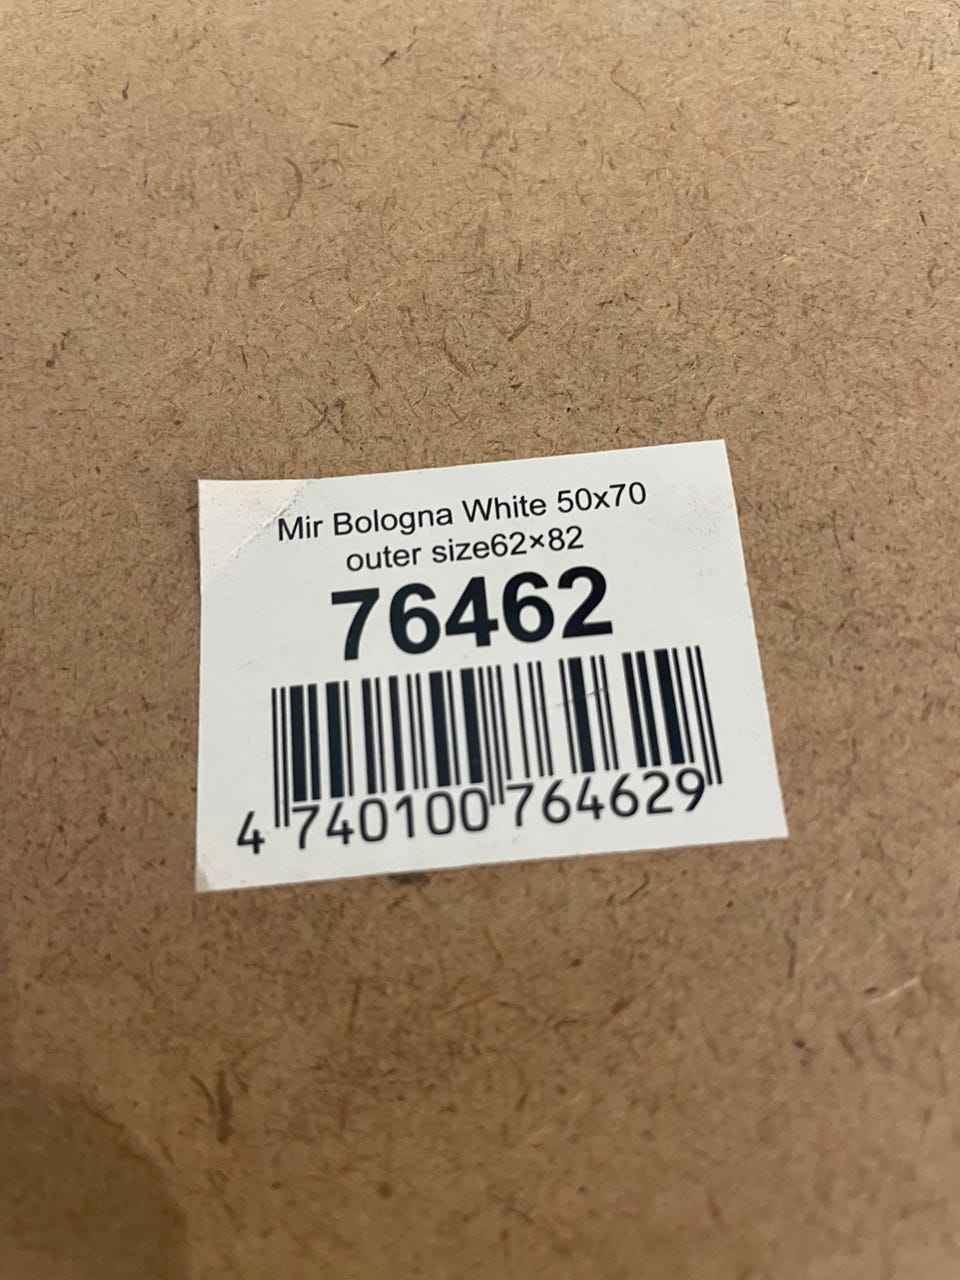 Mir Bologna White 50x70
outer size62×82
76462
4 740100 764629